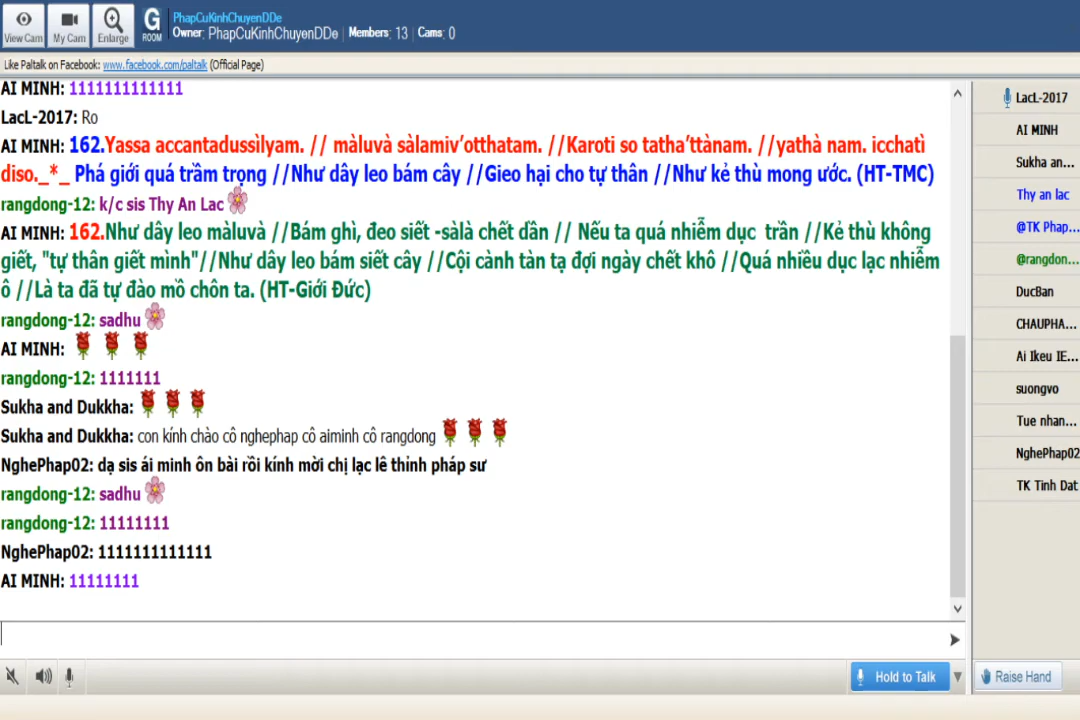 View Cam
My Cam
Enlarge
G
ROOM
PhapCuKinhChuyenDDe
Owner: PhapCuKinhChuyenDDe | Members: 13 | Cams: 0
Like Paltalk on Facebook: www.facebook.com/paltalk (Official Page)
AI MINH: 1111111111111
LacL-2017: Ro
AI MINH: 162.Yassa accantadussìlyam. // màluvà sàlamiv'otthatam. //Karoti so tatha'ttànam. //yathà nam. icchatì
diso._*_ Phá giới quá trầm trọng //Như dây leo bám cây //Gieo hại cho tự thân //Như kẻ thù mong ước. (HT-TMC)
rangdong-12: k/c sis Thy An Lac
AI MINH: 162.Như dây leo màluvà //Bám ghì, đeo siết -sàlà chết dần // Nếu ta quá nhiễm dục trần //Kẻ thù không
giết, "tự thân giết mình"//Như dây leo bám siết cây //Cội cành tàn tạ đợi ngày chết khô //Quá nhiều dục lạc nhiễm
ô //Là ta đã tự đào mồ chôn ta. (HT-Giới Đức)
rangdong-12: sadhu
AI MINH:
rangdong-12: 1111111
Sukha and Dukkha:
Sukha and Dukkha: con kính chào cô nghephap cô aiminh cô rangdong
NghePhap02: dạ sis ái minh ôn bài rồi kính mời chị lạc lê thỉnh pháp sư
rangdong-12: sadhu
rangdong-12: 11111111
NghePhap02: 1111111111111
AI MINH: 11111111
Hold to Talk
LacL-2017
AI MINH
Sukha an...
Thy an lac
@TK Phap...
@rangdon...
DucBan
CHAUPHA...
Ai Ikeu IE...
suongvo
Tue nhan...
NghePhap02
TK Tinh Dat
Raise Hand